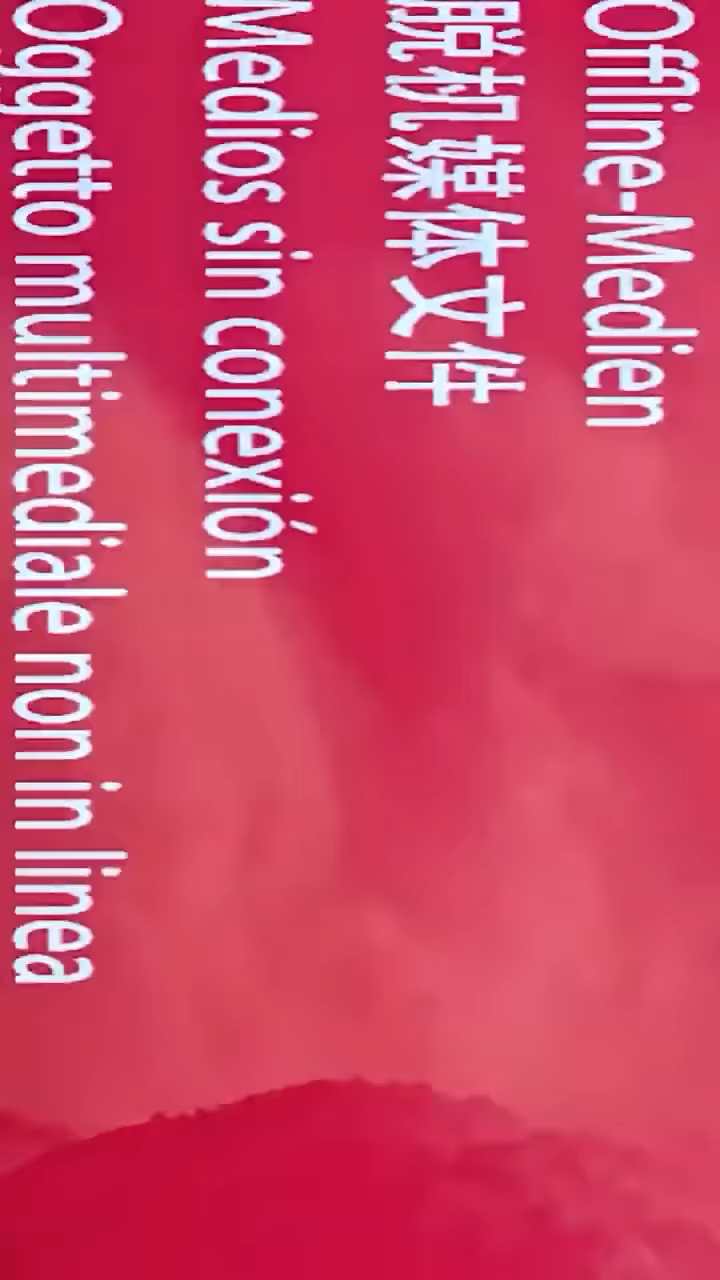 Offline-Medien
脱机媒体文件
Medios sin conexión
Oggetto multimediale non in linea